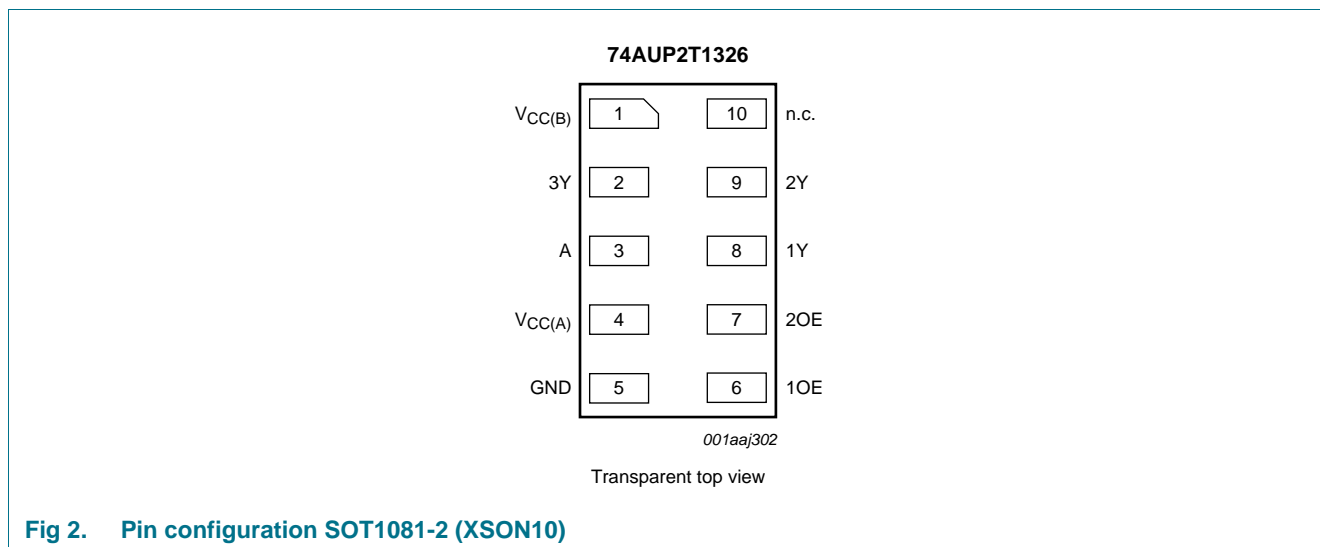 74AUP2T1326
VCC(B) 1 10 n.c.
3Y 2 9 2Y
A 3 8 1Y
VCC(A) 4 7 2OE
GND 5 6 1OE
001aaj302
Transparent top view
Fig 2. Pin configuration SOT1081-2 (XSON10)